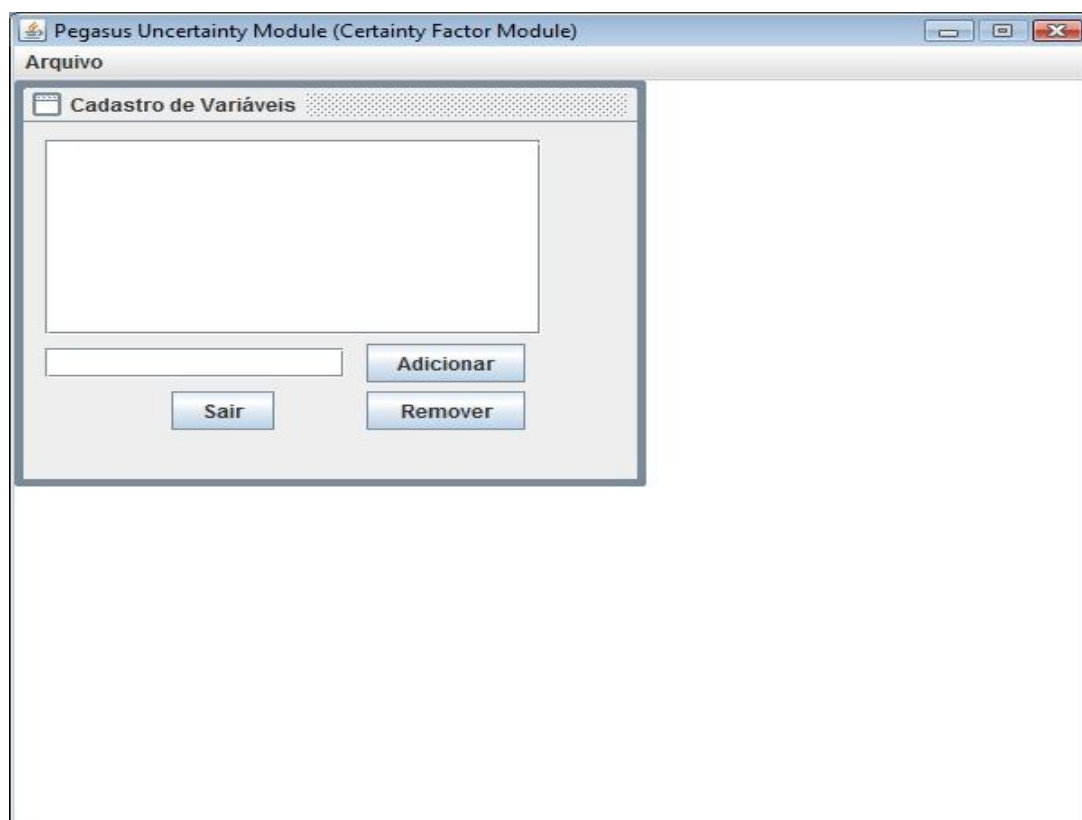 Pegasus Uncertainty Module (Certainty Factor Module)
Arquivo
Cadastro de Variáveis
Adicionar
Sair
Remover